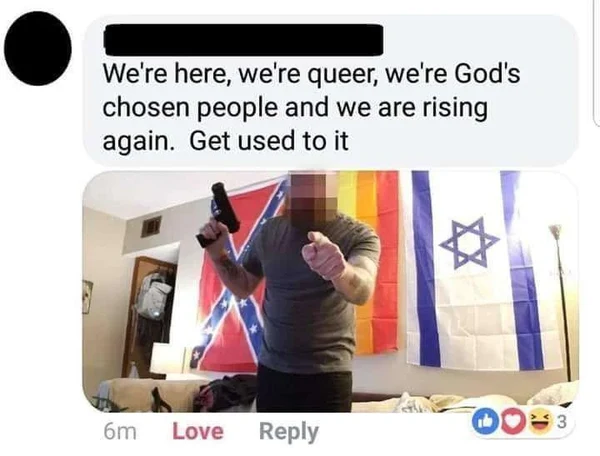 We're here, we're queer, we're God's
chosen people and we are rising
again.  Get used to it
6m Love Reply 3